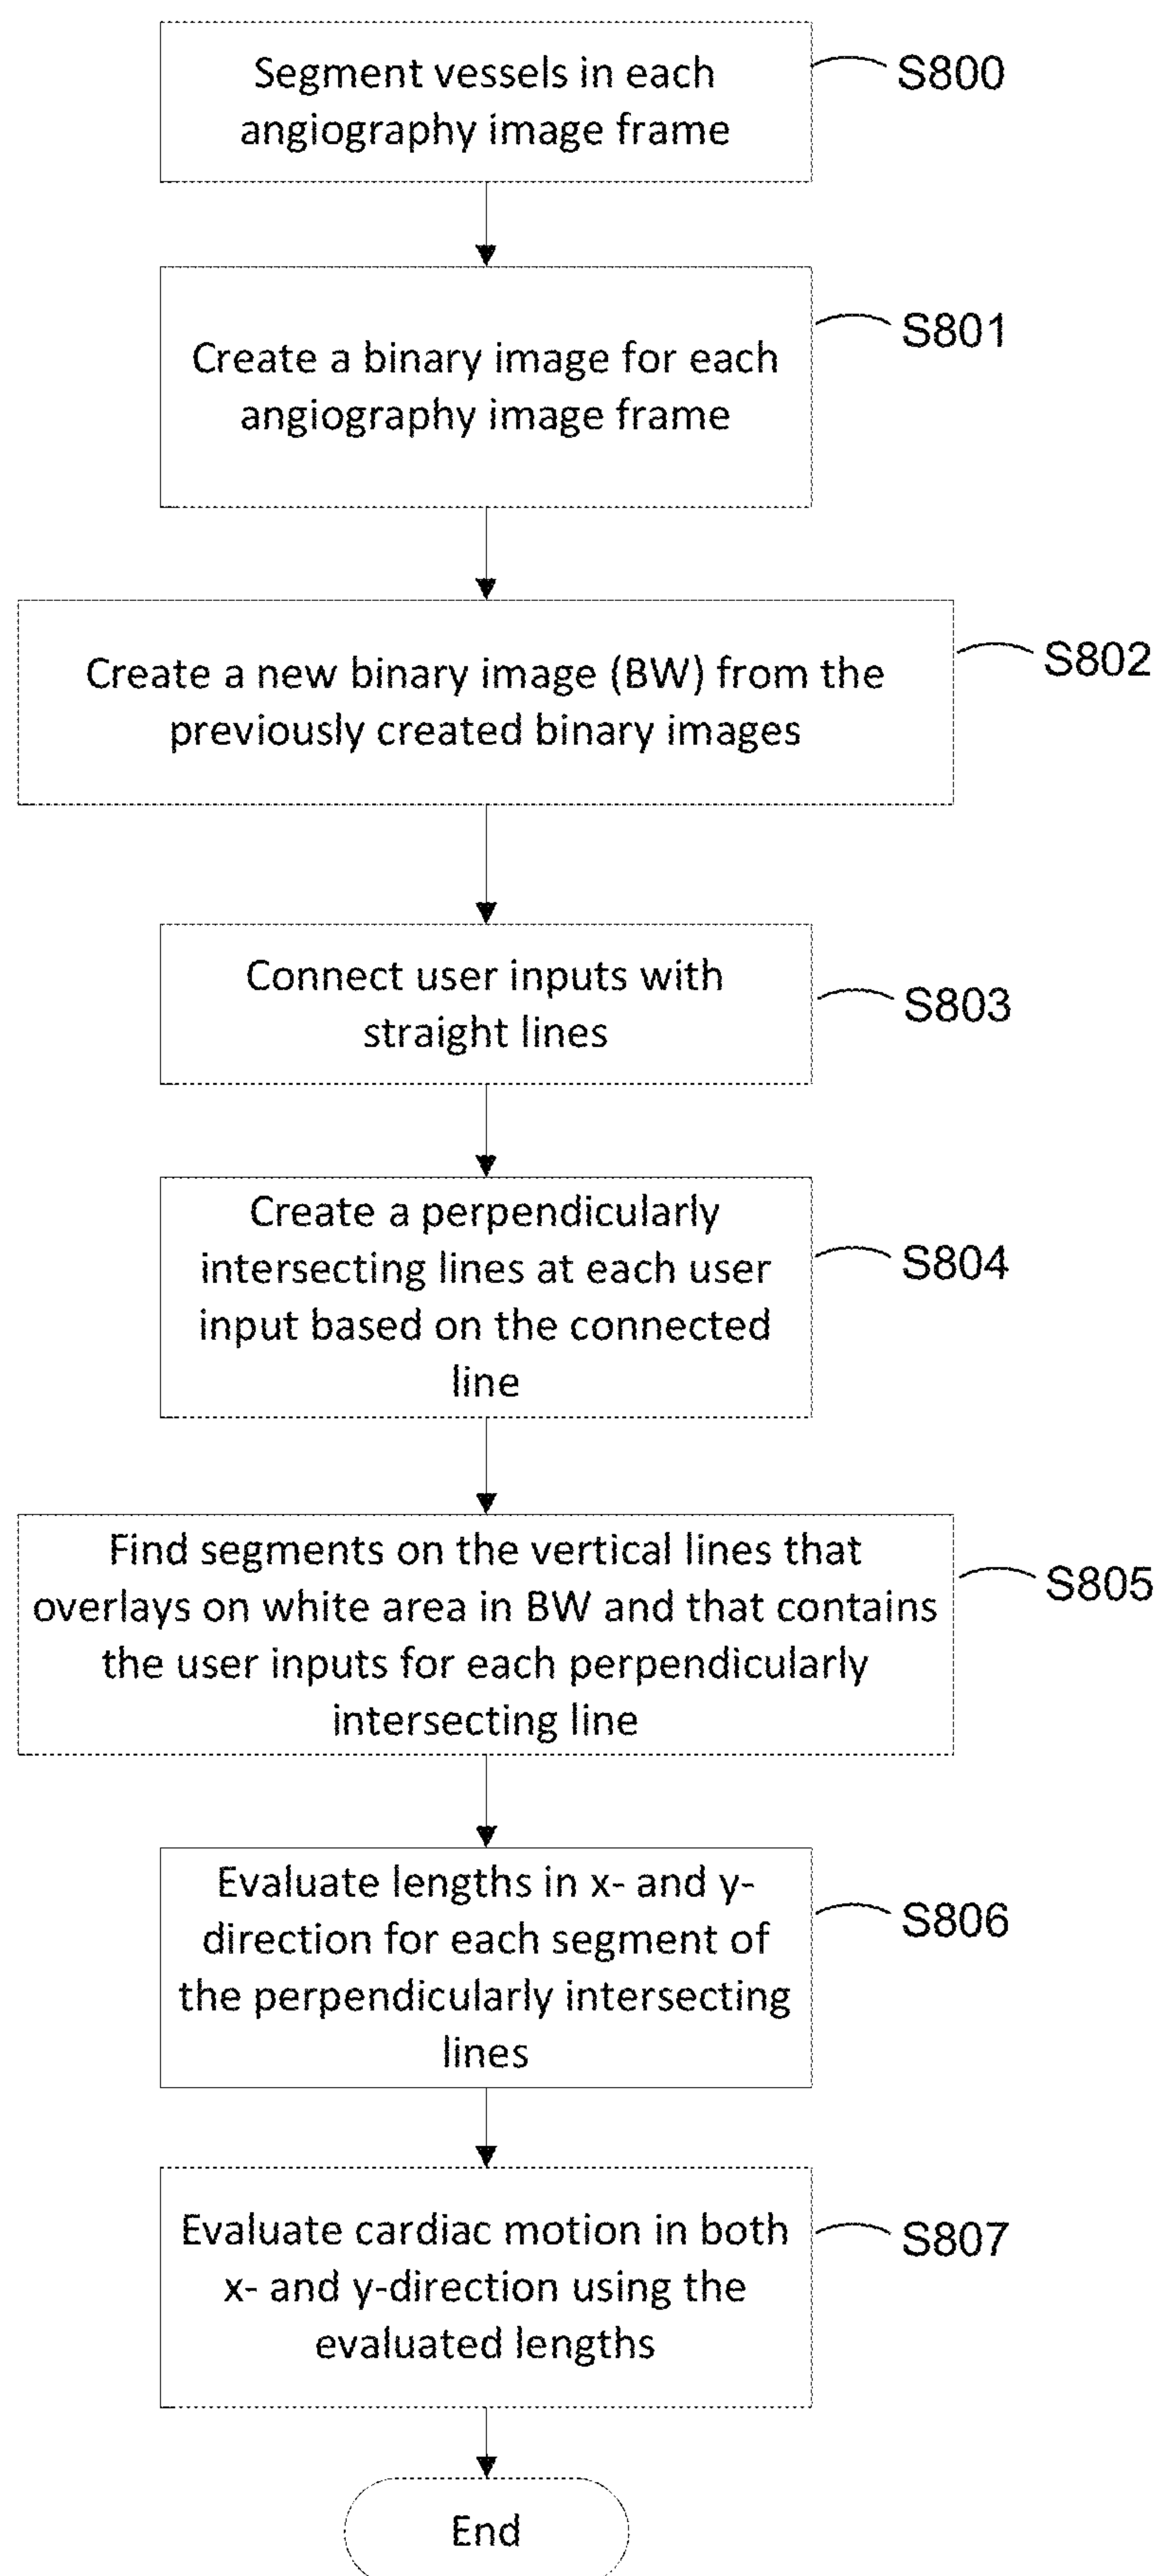 Segment vessels in each
angiography image frame
S800
Create a binary image for each
angiography image frame
S801
Create a new binary image (BW) from the
previously created binary images
S802
Connect user inputs with
straight lines
S803
Create a perpendicularly
intersecting lines at each user
input based on the connected
line
S804
Find segments on the vertical lines that
overlays on white area in BW and that contains
the user inputs for each perpendicularly
intersecting line
S805
Evaluate lengths in x- and y-
direction for each segment of
the perpendicularly intersecting
lines
S806
Evaluate cardiac motion in both
x- and y-direction using the
evaluated lengths
S807
End